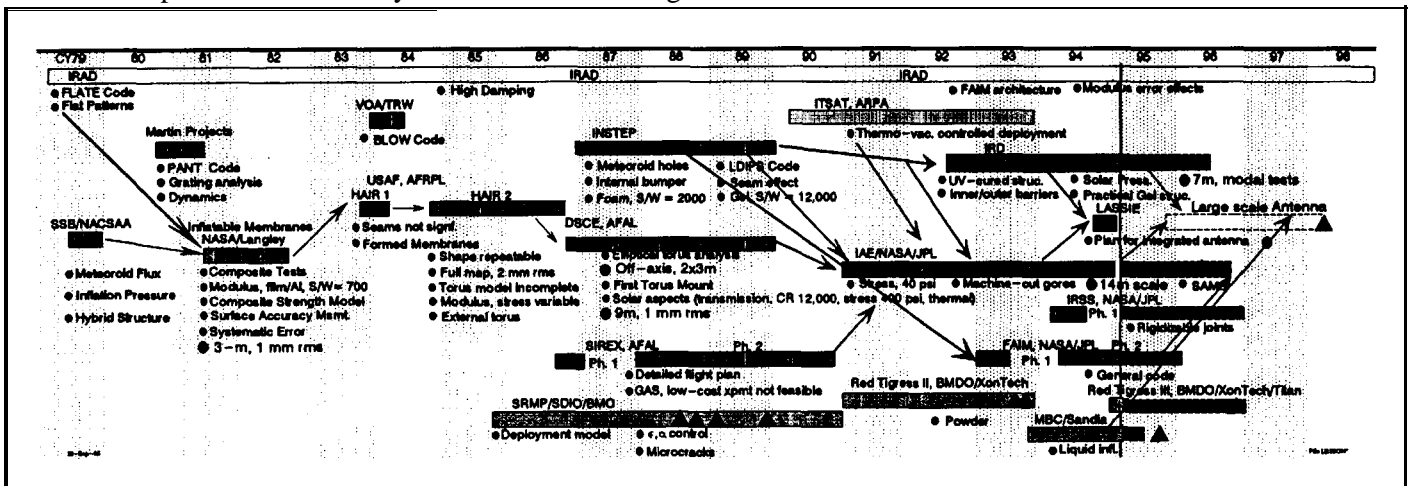 CY79 80 81 82 83 84 85 86 87 88 89 90 91 92 93 94 95 96 97 98
IRAD IRAD IRAD
FLATE Code
Flat Patterns
Martin Projects
PANT Code
Grating analysis
Dynamics
SSB/NACSAA
Meteoroid Flux
Inflation Pressure
Hybrid Structure
Inflatable Membranes
NASA/Langley
Composite Tests
Modulus, film/Al, S/W= 700
Composite Strength Model
Surface Accuracy Msmt.
Systematic Error
3-m, 1 mm rms
VOA/TRW
BLOW Code
USAF, AFRPL
HAIR 1
Seams not signf.
Formed Membranes
High Damping
HAIR 2
Shape repeatable
Full map, 2 mm rms
Torus model incomplete
Modulus, stress variable
External torus
INSTEP
Meteoroid holes
Internal bumper
Foam, S/W = 2000
LDIPS Code
Seam effect
Gel, S/W = 12,000
DSCE, AFAL
Elliptical torus analysis
Off-axis, 2x3m
First Torus Mount
Solar aspects (transmission, CR 12,000, stress 400 psi, thermal)
9m, 1 mm rms
SIREX, AFAL
Ph. 1
Ph. 2
Detailed flight plan
GAS, low-cost xpmt not feasible
SRMP/SDIO/BMO
Deployment model
ε,α control
Microcracks
ITSAT, ARPA
Thermo-vac. controlled deployment
FAIM architecture
Modulus error effects
IRD
UV-cured struc.
Inner/outer barriers
Solar Press.
Practical Gel struc.
7m, modal tests
LASSIE
Plan for integrated antenna
Large scale Antenna
IAE/NASA/JPL
Stress, 40 psi
Machine-out gores
14m scale
SAMS
IRSS, NASA/JPL
Ph. 1
Rigidizable joints
FAIM, NASA/JPL
Ph. 1
Ph. 2
General code
Red Tigress II, BMDO/XonTech
Powder
Red Tigress III, BMDO/XonTech/Titan
MBC/Sandia
Liquid infl.